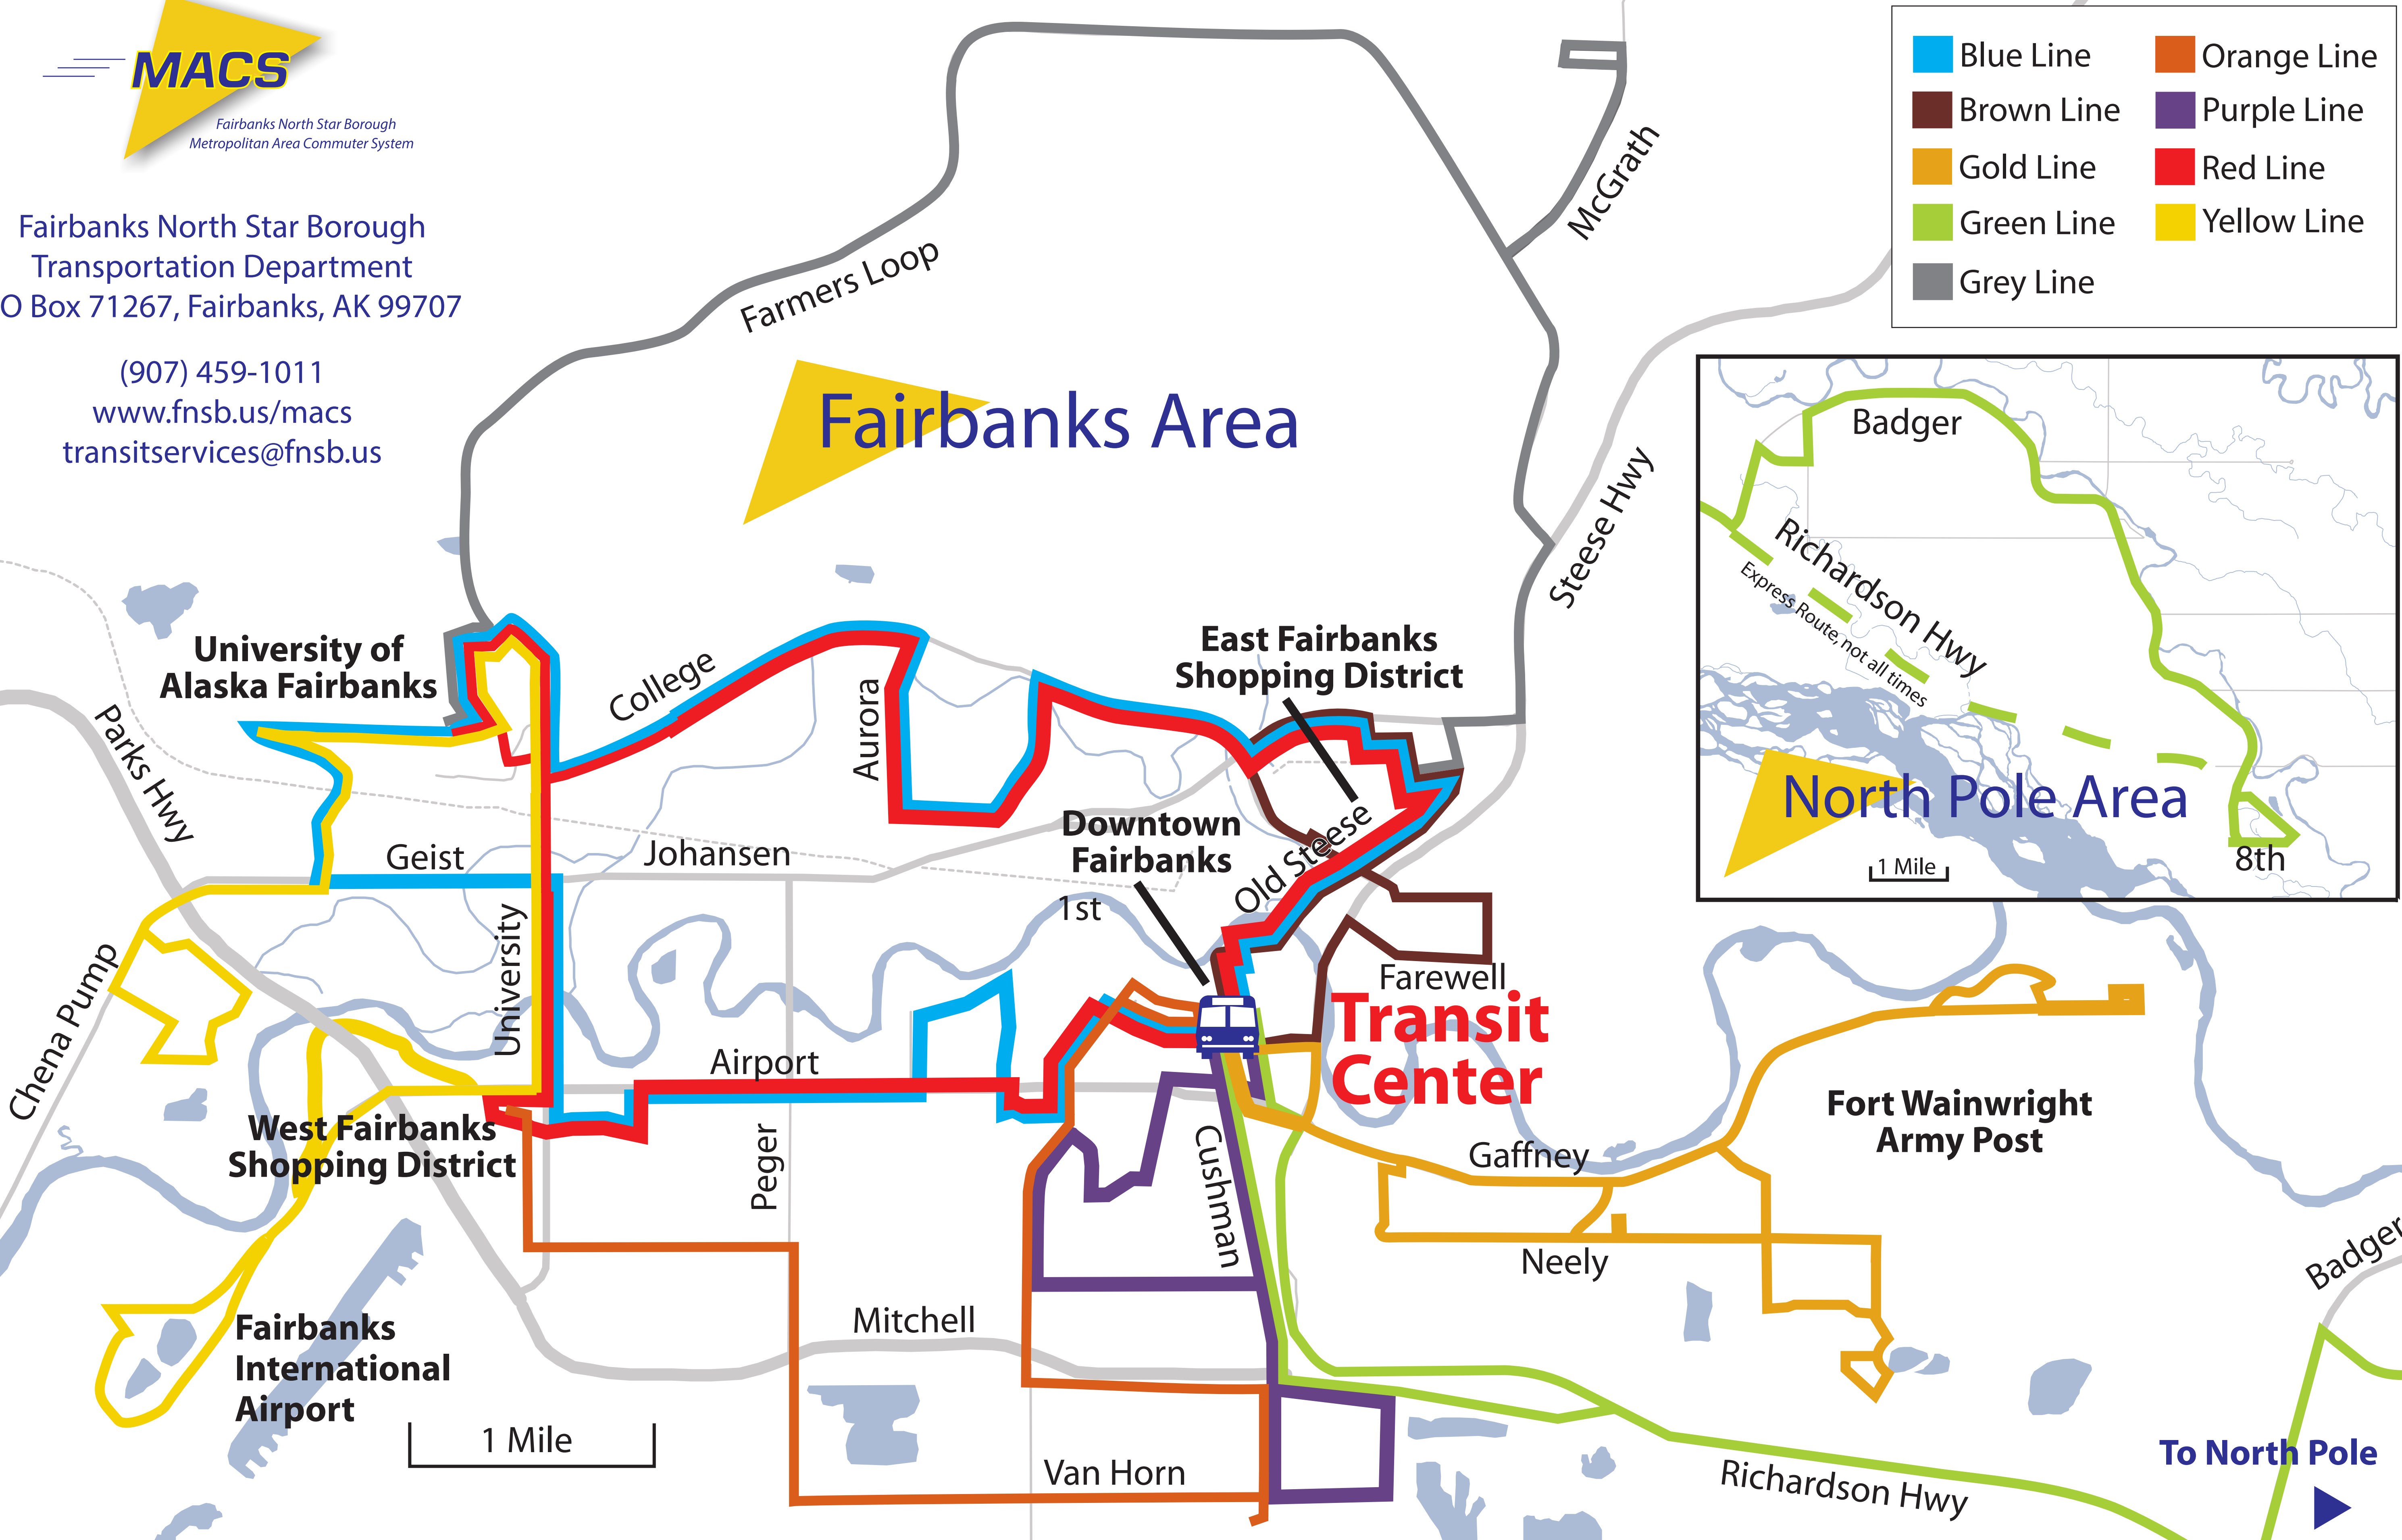 MACS
Fairbanks North Star Borough
Metropolitan Area Commuter System
Fairbanks North Star Borough
Transportation Department
O Box 71267, Fairbanks, AK 99707
(907) 459-1011
www.fnsb.us/macs
transitservices@fnsb.us
Blue Line
Brown Line
Gold Line
Green Line
Grey Line
Orange Line
Purple Line
Red Line
Yellow Line
McGrath
Farmers Loop
Fairbanks Area
Steese Hwy
Badger
Richardson Hwy
Express Route, not all times
North Pole Area
1 Mile
8th
University of
Alaska Fairbanks
College
Aurora
East Fairbanks
Shopping District
Parks Hwy
Geist
Johansen
Downtown
Fairbanks
1st
Old Steese
University
Chena Pump
Farewell
Transit
Center
Airport
Peger
West Fairbanks
Shopping District
Cushman
Gaffney
Neely
Fort Wainwright
Army Post
Badger
Fairbanks
International
Airport
Mitchell
1 Mile
Van Horn
Richardson Hwy
To North Pole